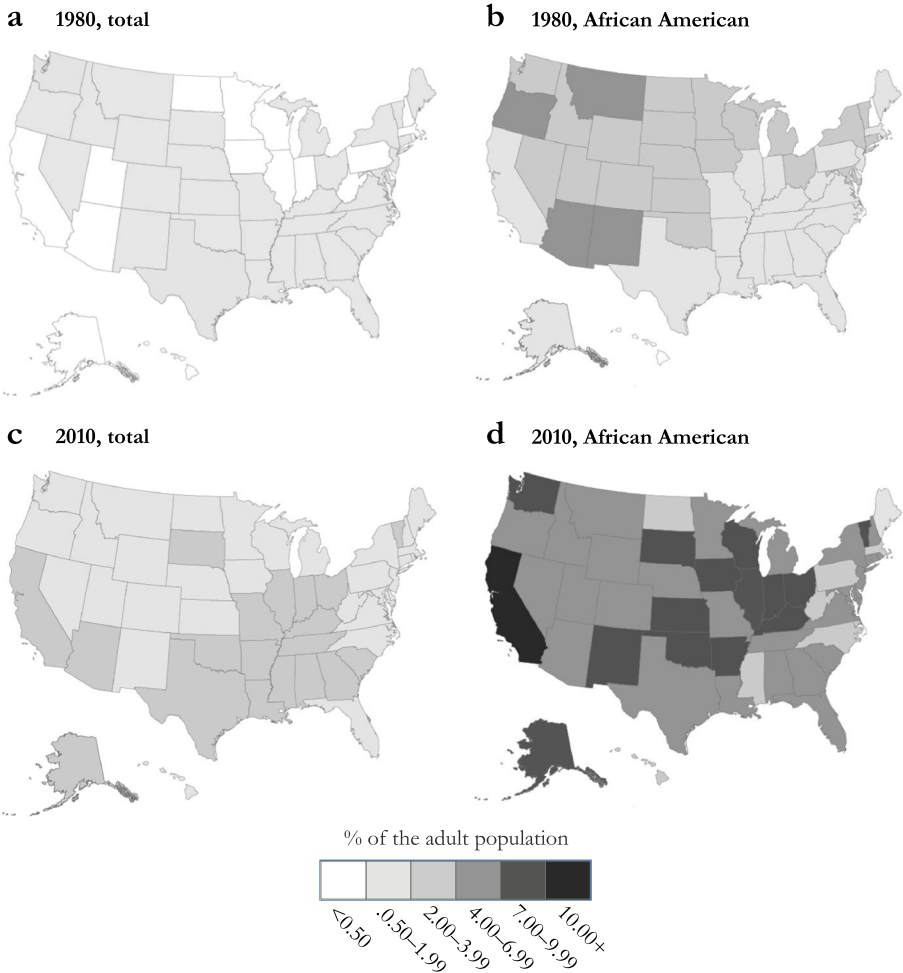 a 1980, total
b 1980, African American
c 2010, total
d 2010, African American
% of the adult population
<0.50
.0.50–1.99
2.00–3.99
4.00–6.99
7.00–9.99
10.00+